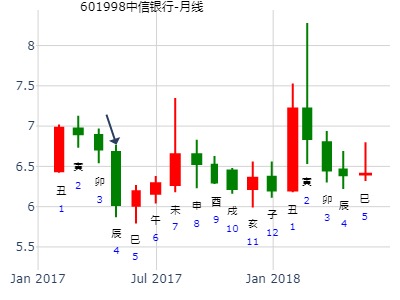 601998中信银行-月线
8
7.5
7
6.5
6
5.5
丑
1
寅
2
卯
3
辰
4
巳
5
午
6
未
7
申
8
酉
9
戌
10
亥
11
子
12
丑
1
寅
2
卯
3
辰
4
巳
5
Jan 2017
Jul 2017
Jan 2018